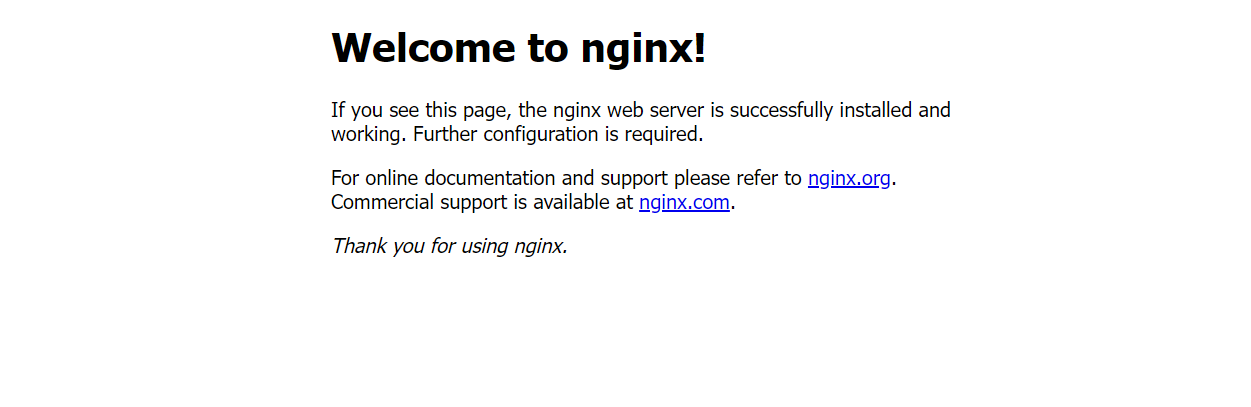 Welcome to nginx!
If you see this page, the nginx web server is successfully installed and
working. Further configuration is required.
For online documentation and support please refer to nginx.org.
Commercial support is available at nginx.com.
Thank you for using nginx.